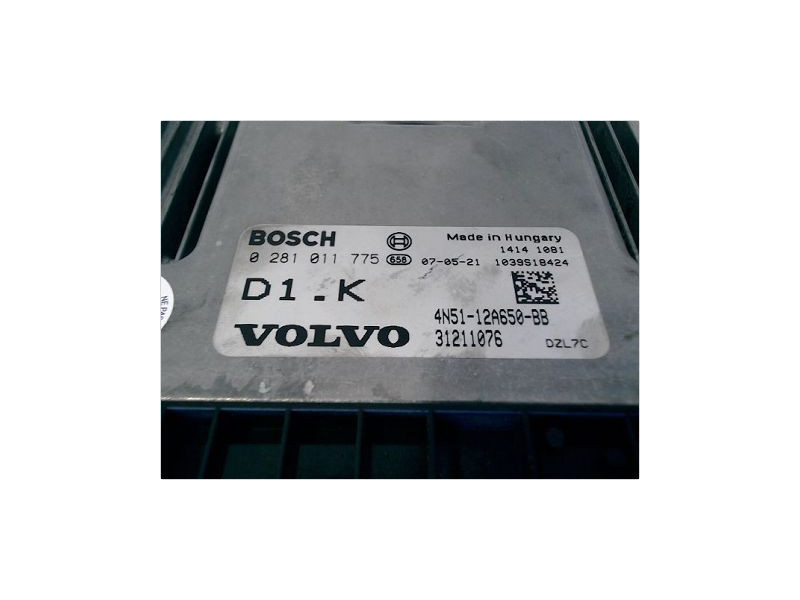 BOSCH Made in Hungary
1414 1081
0 281 011 775 658 07-05-21 1039S18424
D1.K
4N51-12A650-BB
VOLVO 31211076 DZL7C